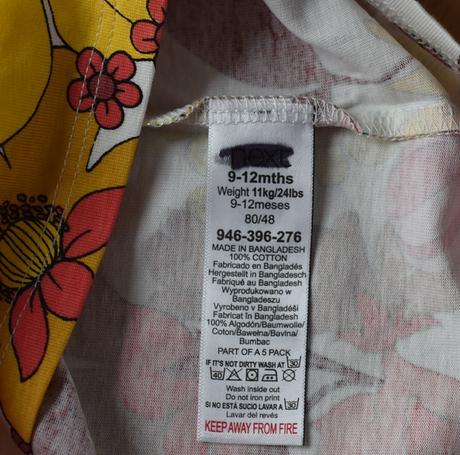 next
9-12mths
Weight 11kg/24lbs
9-12meses
80/48
946-396-276
MADE IN BANGLADESH
100% COTTON
Fabricado en Bangladés
Hergestellt in Bangladesch
Fabriqué au Bangladesh
Wyprodukowano w
Bangladeszu
Vyrobeno v Bangladéši
Fabricat în Bangladesh
100% Algodón/Baumwolle/
Coton/Bawełna/Bavlna/
Bumbac
PART OF A 5 PACK
IF IT'S NOT DIRTY WASH AT 30
40
Wash inside out
Do not iron print
SI NO ESTÁ SUCIO LAVAR A 30
Lavar del revés
KEEP AWAY FROM FIRE